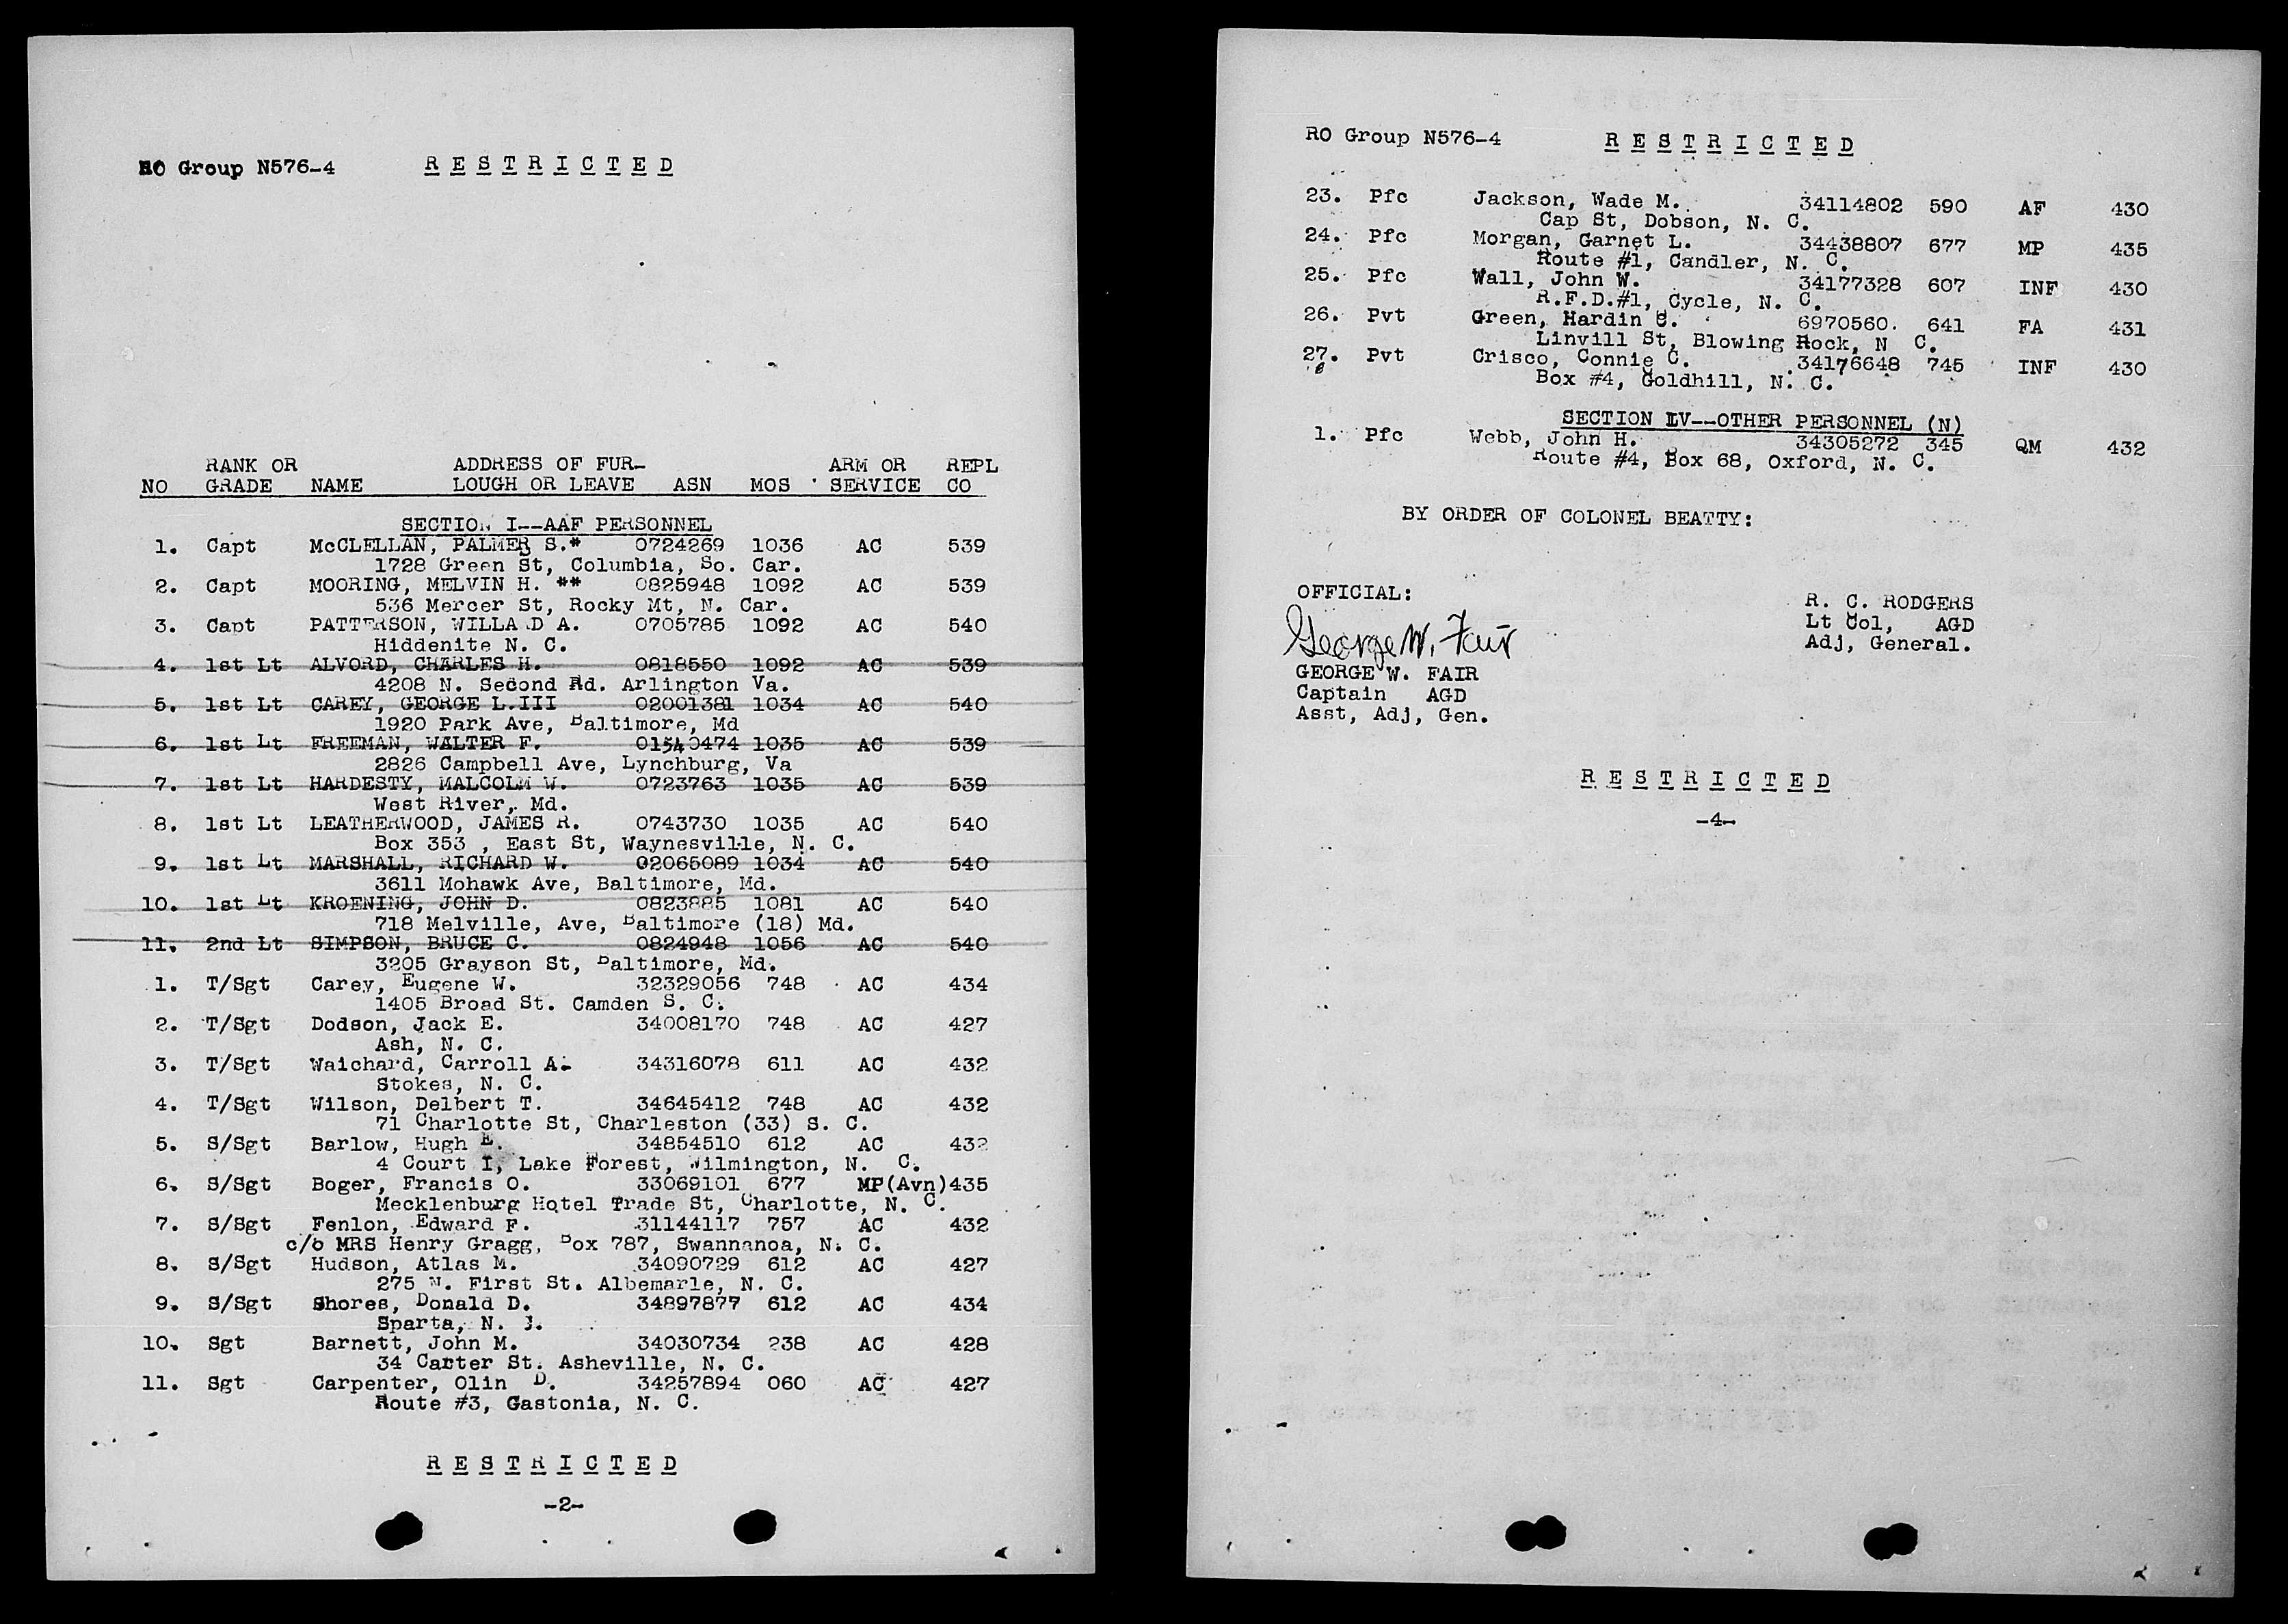 RO Group N576-4 R E S T R I C T E D
RANK OR ADDRESS OF FUR- ARM OR REPL
NO GRADE NAME LOUGH OR LEAVE ASN MOS SERVICE CO
SECTION I--AAF PERSONNEL
1. Capt McCLELLAN, PALMER S.* 0724269 1036 AC 539
1728 Green St, Columbia, So. Car.
2. Capt MOORING, MELVIN H. ** 0825948 1092 AC 539
536 Mercer St, Rocky Mt, N. Car.
3. Capt PATTERSON, WILLA D A. 0705785 1092 AC 540
Hiddenite N. C.
4. 1st Lt ALVORD, CHARLES H. 0818550 1092 AC 539
4208 N. Second Rd. Arlington Va.
5. 1st Lt CAREY, GEORGE L.III 02001381 1034 AC 540
1920 Park Ave, Baltimore, Md
6. 1st Lt FREEMAN, WALTER F. 01540474 1035 AC 539
2826 Campbell Ave, Lynchburg, Va
7. 1st Lt HARDESTY, MALCOLM W. 0723763 1035 AC 539
West River, Md.
8. 1st Lt LEATHERWOOD, JAMES R. 0743730 1035 AC 540
Box 353 , East St, Waynesville, N. C.
9. 1st Lt MARSHALL, RICHARD W. 02065089 1034 AC 540
3611 Mohawk Ave, Baltimore, Md.
10. 1st Lt KROENING, JOHN D. 0823885 1081 AC 540
718 Melville, Ave, Baltimore (18) Md.
11. 2nd Lt SIMPSON, BRUCE C. 0824948 1056 AC 540
3205 Grayson St, Baltimore, Md.
1. T/Sgt Carey, Eugene W. 32329056 748 AC 434
1405 Broad St. Camden S. C.
2. T/Sgt Dodson, Jack E. 34008170 748 AC 427
Ash, N. C.
3. T/Sgt Waichard, Carroll A. 34316078 611 AC 432
Stokes, N. C.
4. T/Sgt Wilson, Delbert T. 34645412 748 AC 432
71 Charlotte St, Charleston (33) S. C.
5. S/Sgt Barlow, Hugh E. 34854510 612 AC 432
4 Court I, Lake Forest, Wilmington, N. C.
6. S/Sgt Boger, Francis O. 33069101 677 MP(Avn)435
Mecklenburg Hotel Trade St, Charlotte, N. C.
7. S/Sgt Fenlon, Edward F. 31144117 757 AC 432
c/o MRS Henry Gragg, Box 787, Swannanoa, N. C.
8. S/Sgt Hudson, Atlas M. 34090729 612 AC 427
275 N. First St. Albemarle, N. C.
9. S/Sgt Shores, Donald D. 34897877 612 AC 434
Sparta, N. C.
10. Sgt Barnett, John M. 34030734 238 AC 428
34 Carter St. Asheville, N. C.
11. Sgt Carpenter, Olin D. 34257894 060 AC 427
Route #3, Gastonia, N. C.
R E S T R I C T E D
-2-
RO Group N576-4 R E S T R I C T E D
23. Pfc Jackson, Wade M. 34114802 590 AF 430
Cap St, Dobson, N. C.
24. Pfc Morgan, Garnet L. 34438807 677 MP 435
Route #1, Candler, N. C.
25. Pfc Wall, John W. 34177328 607 INF 430
R.F.D.#1, Cycle, N. C.
26. Pvt Green, Hardin C. 6970560. 641 FA 431
Linvill St, Blowing Rock, N C.
27. Pvt Crisco, Connie C. 34176648 745 INF 430
Box #4, Goldhill, N. C.
SECTION IV--OTHER PERSONNEL (N)
1. Pfc Webb, John H. 34305272 345 QM 432
Route #4, Box 68, Oxford, N. C.
BY ORDER OF COLONEL BEATTY:
OFFICIAL:
R. C. RODGERS
Lt Col, AGD
Adj, General.
George W. Fair
GEORGE W. FAIR
Captain AGD
Asst, Adj, Gen.
R E S T R I C T E D
-4-